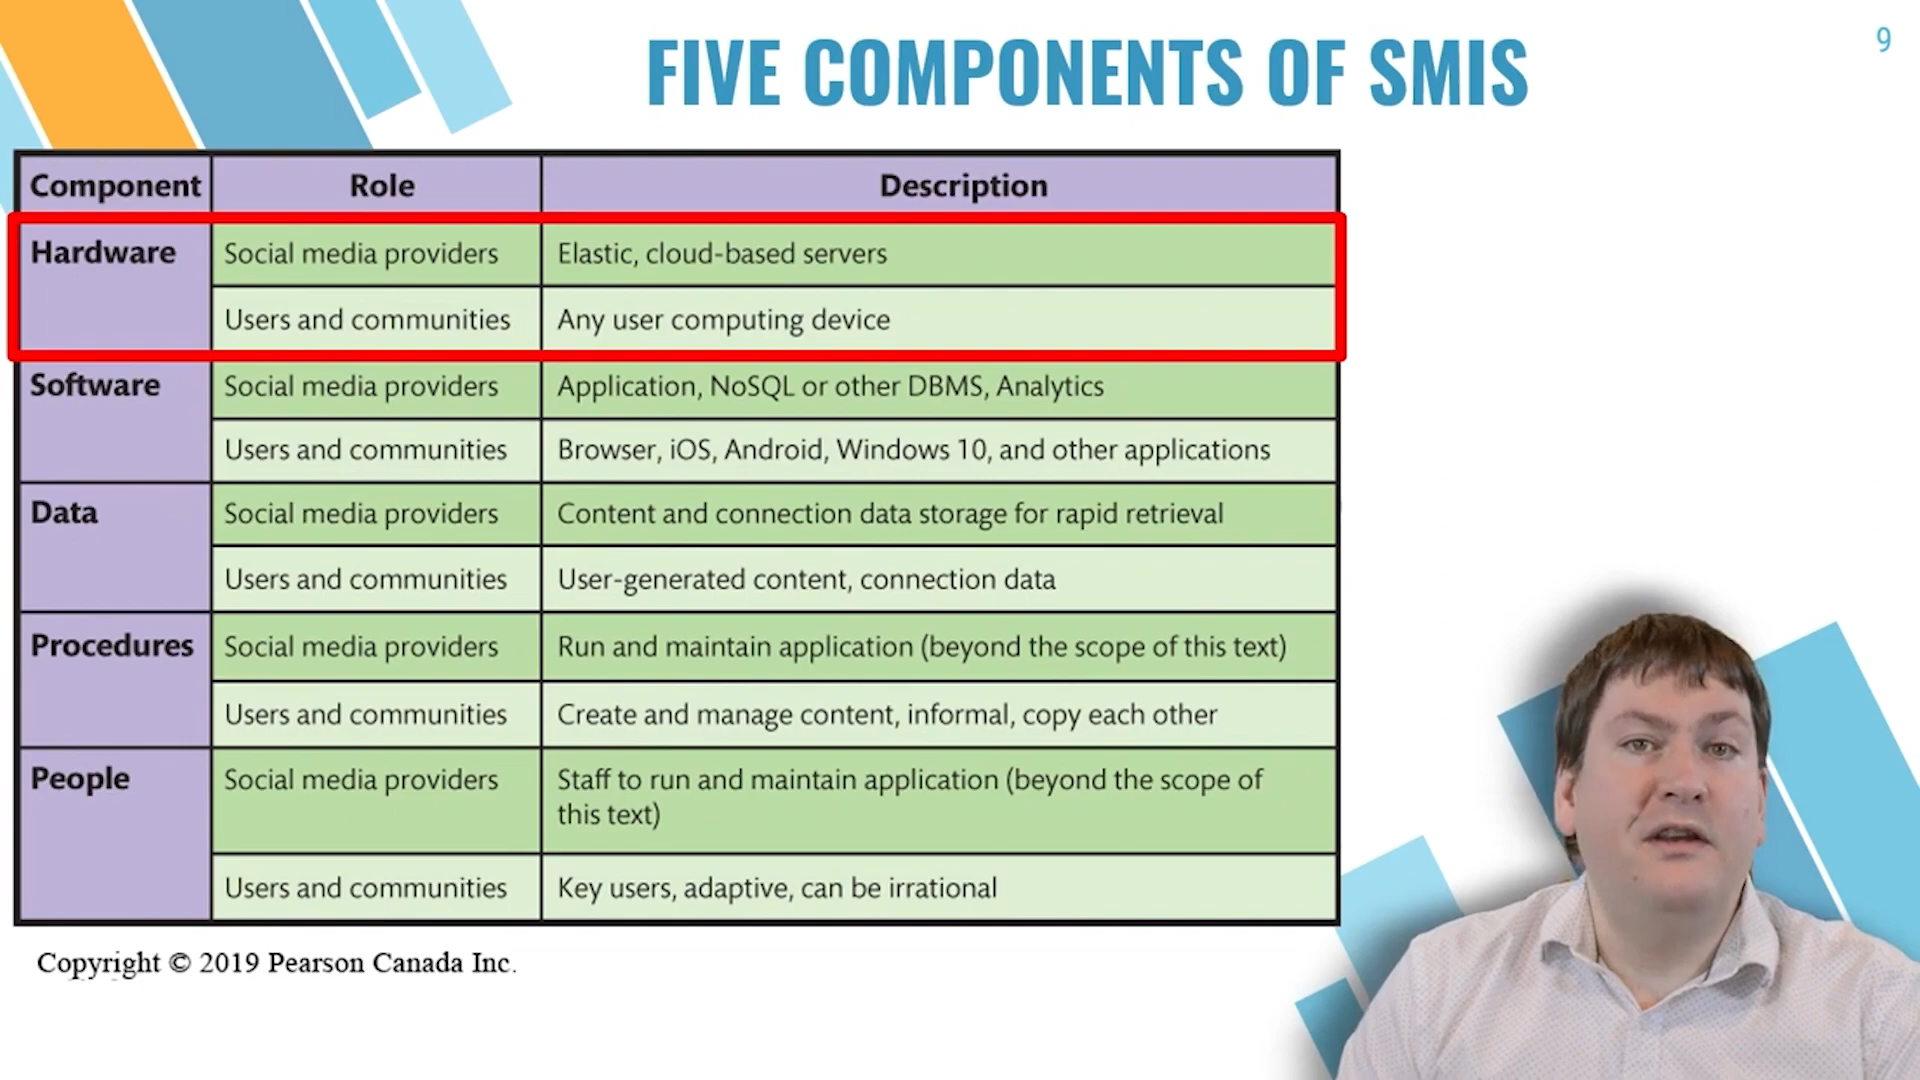 FIVE COMPONENTS OF SMIS
9
Component Role Description
Hardware Social media providers Elastic, cloud-based servers
Users and communities Any user computing device
Software Social media providers Application, NoSQL or other DBMS, Analytics
Users and communities Browser, iOS, Android, Windows 10, and other applications
Data Social media providers Content and connection data storage for rapid retrieval
Users and communities User-generated content, connection data
Procedures Social media providers Run and maintain application (beyond the scope of this text)
Users and communities Create and manage content, informal, copy each other
People Social media providers Staff to run and maintain application (beyond the scope of
this text)
Users and communities Key users, adaptive, can be irrational
Copyright © 2019 Pearson Canada Inc.